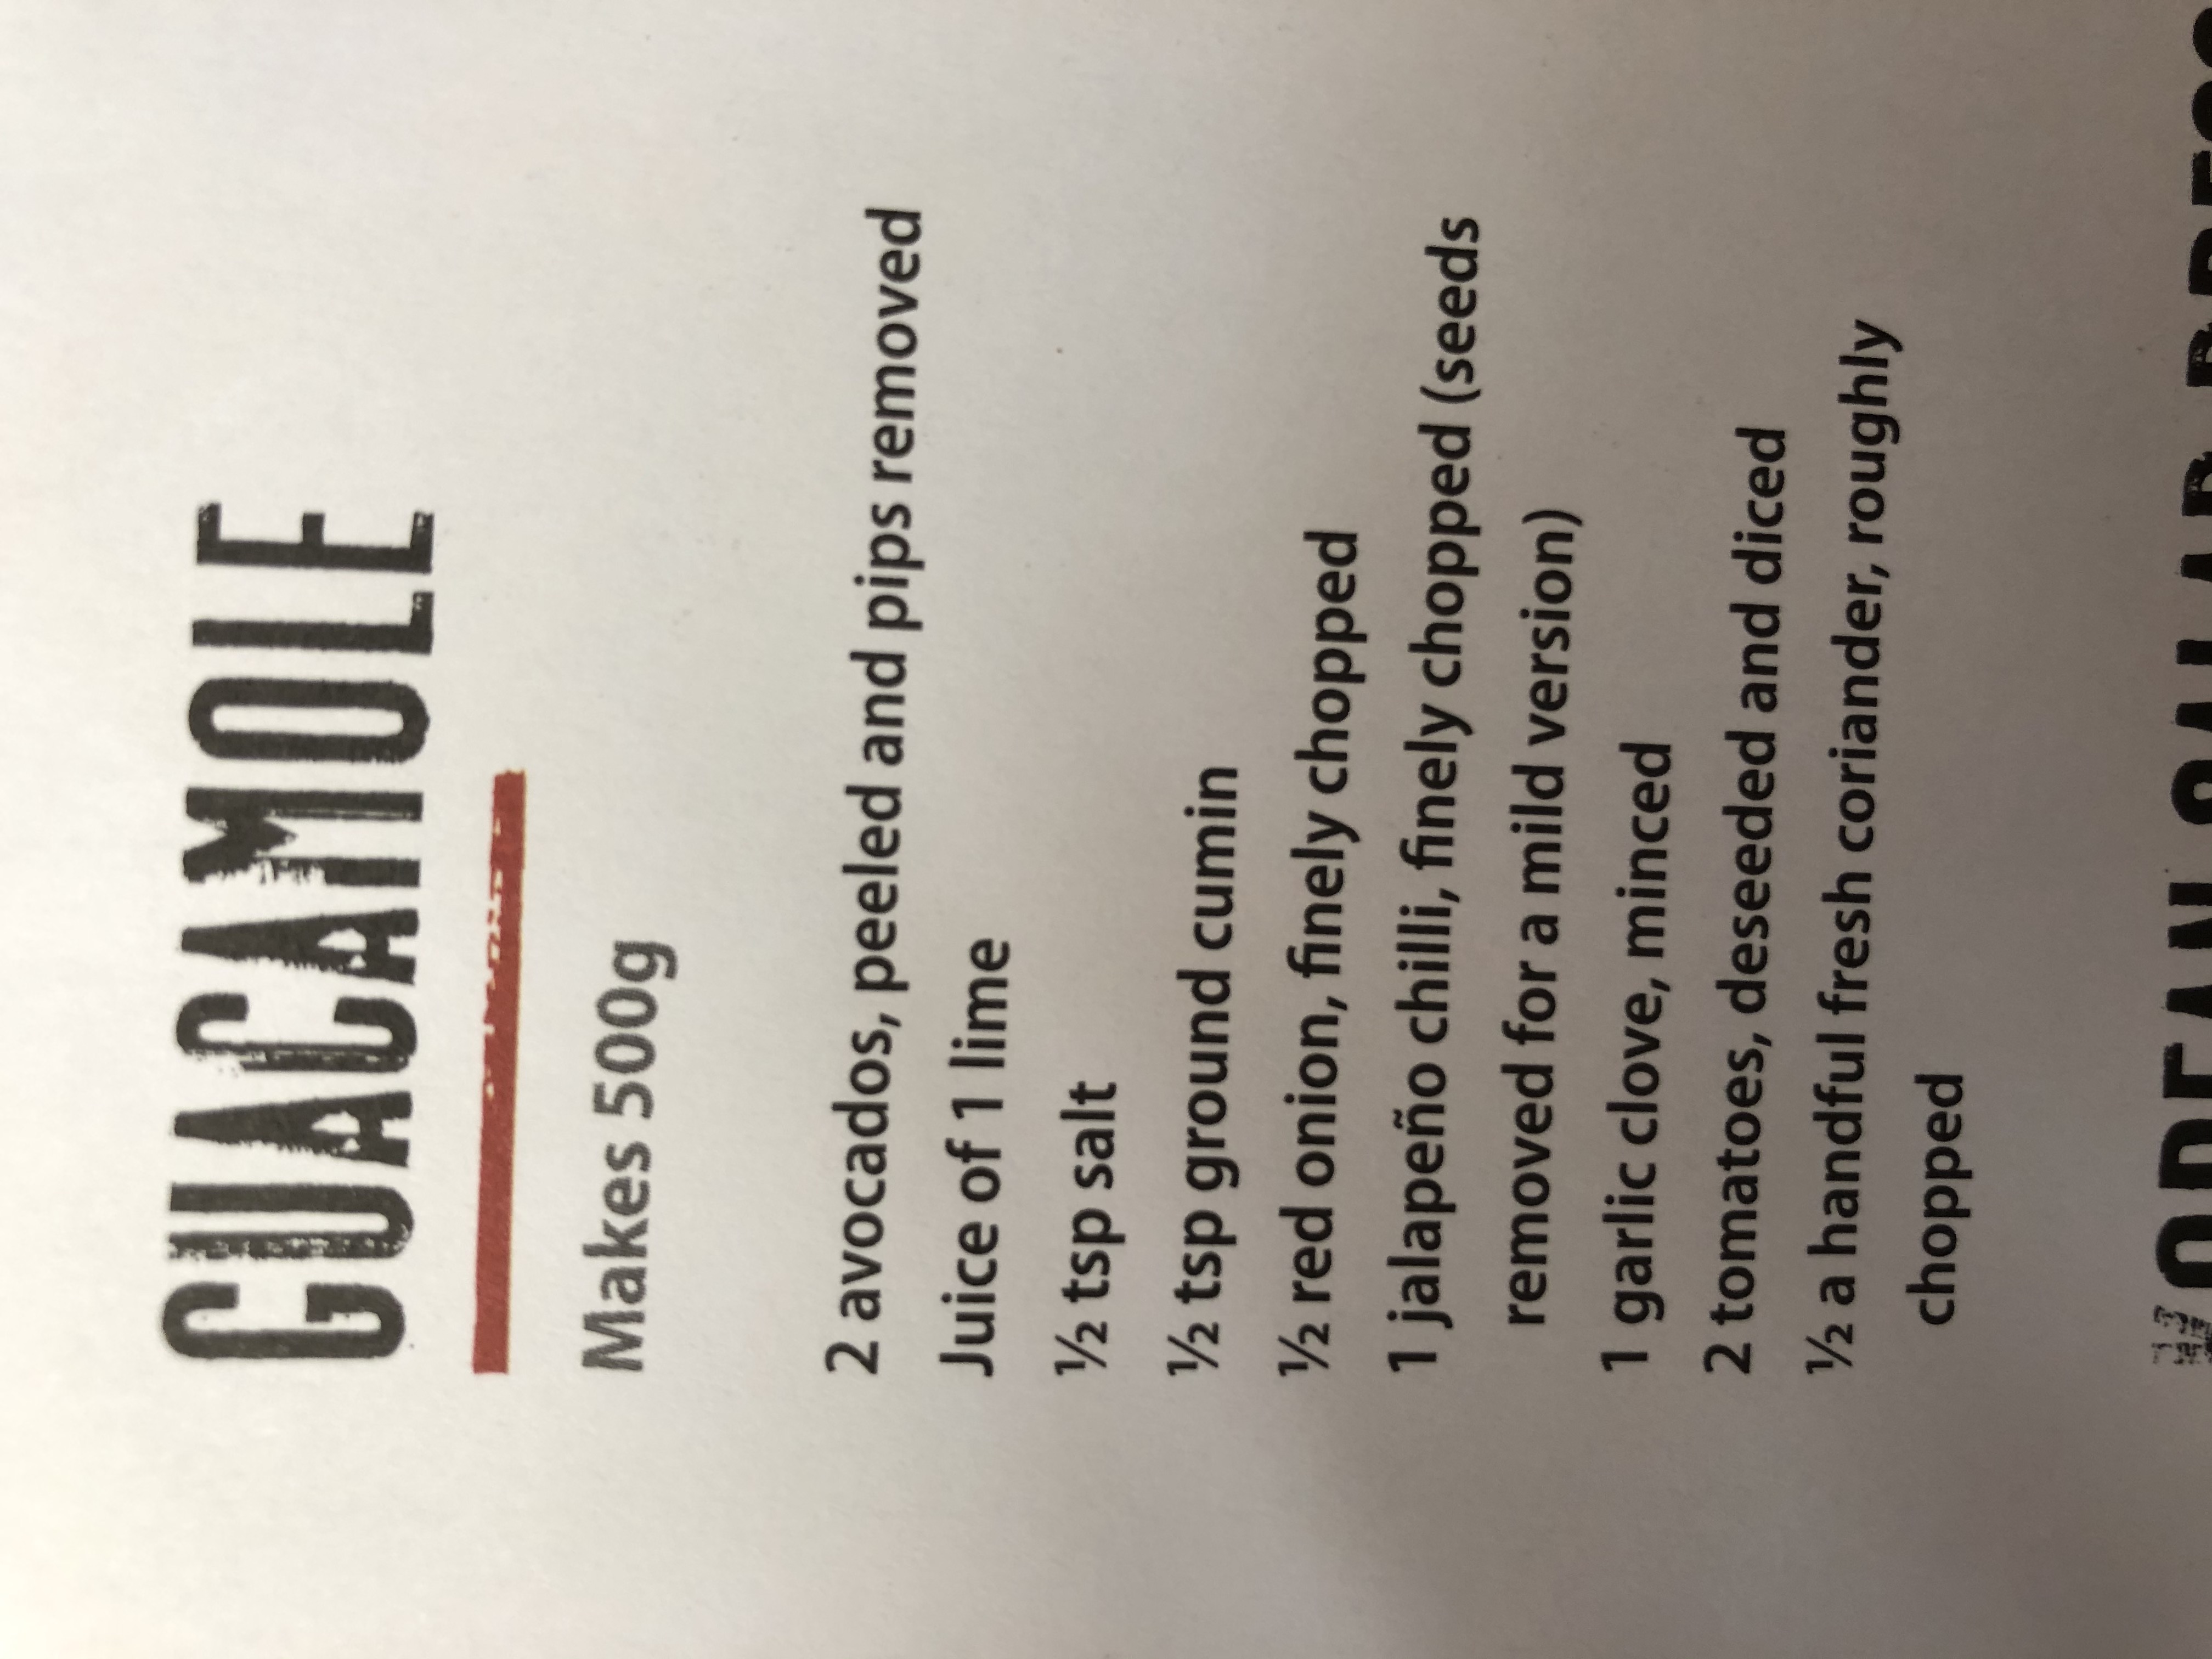 GUACAMOLE
Makes 500g
2 avocados, peeled and pips removed
Juice of 1 lime
½ tsp salt
½ tsp ground cumin
½ red onion, finely chopped
1 jalapeño chilli, finely chopped (seeds
removed for a mild version)
1 garlic clove, minced
2 tomatoes, deseeded and diced
½ a handful fresh coriander, roughly
chopped
KOREAN SALAD